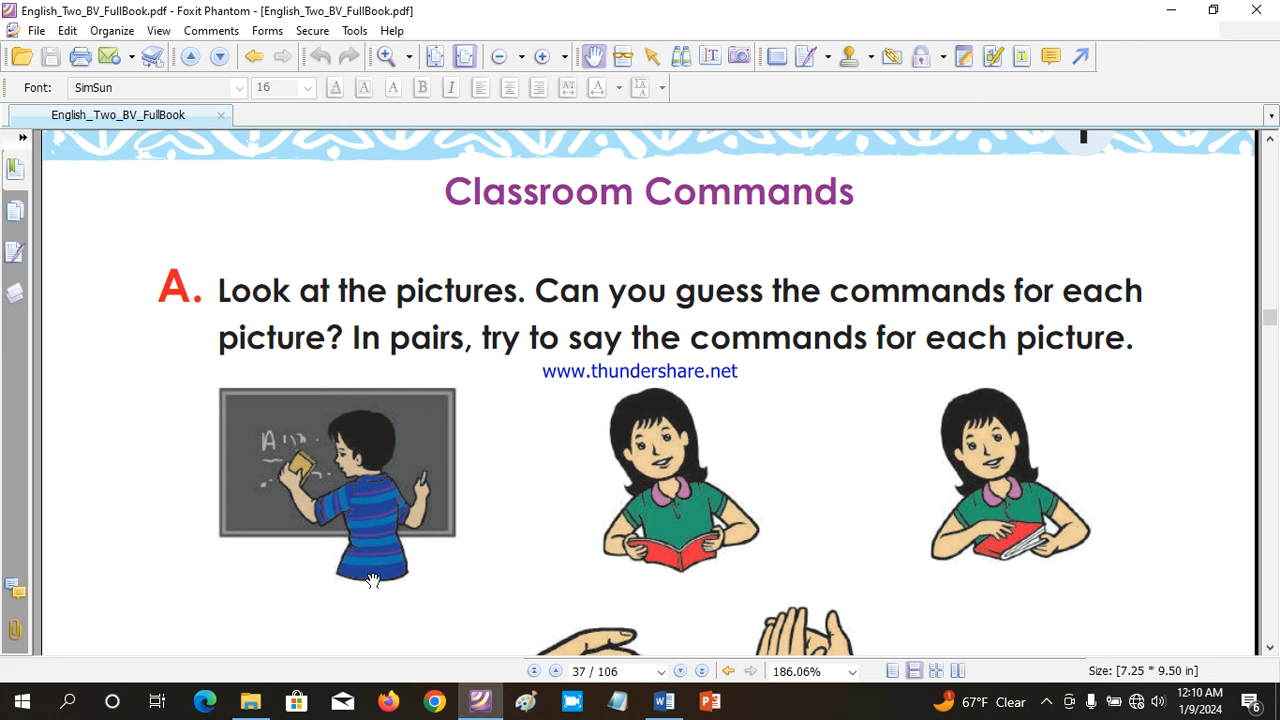 English_Two_BV_FullBook.pdf - Foxit Phantom - [English_Two_BV_FullBook.pdf]
File Edit Organize View Comments Forms Secure Tools Help
Font: SimSun 16
English_Two_BV_FullBook
Classroom Commands
A. Look at the pictures. Can you guess the commands for each
picture? In pairs, try to say the commands for each picture.
www.thundershare.net
A
37 / 106 186.06% Size: [7.25 * 9.50 in]
67°F Clear
12:10 AM
1/9/2024